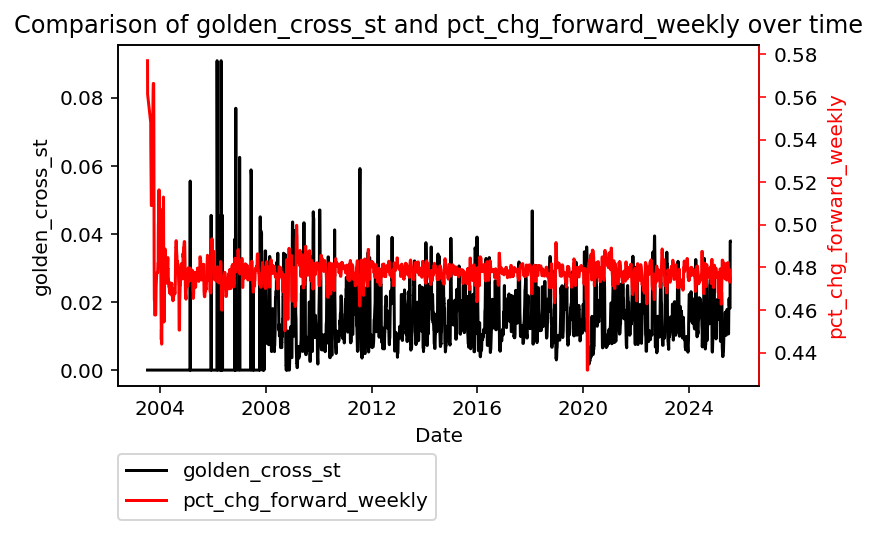 Comparison of golden_cross_st and pct_chg_forward_weekly over time
golden_cross_st
0.08
0.06
0.04
0.02
0.00
0.58
0.56
0.54
0.52
0.50
0.48
0.46
0.44
pct_chg_forward_weekly
2004 2008 2012 2016 2020 2024
Date
golden_cross_st
pct_chg_forward_weekly